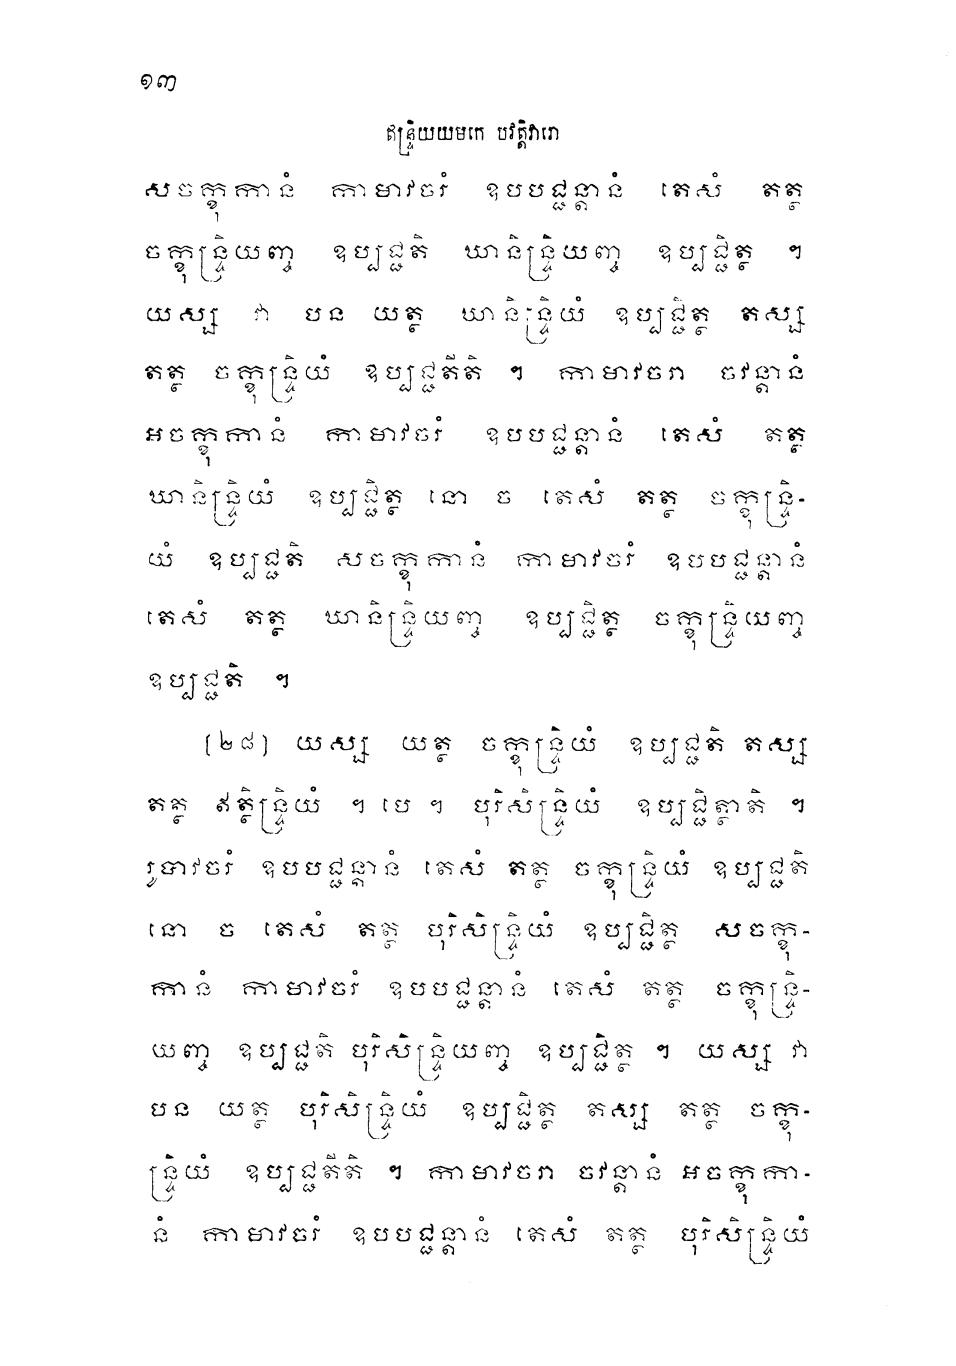 ១៣
ឥន្ទ្រិយយមកេ បវត្តិវារោ
សចក្ខុកានំ កាមាវចរំ ឧបបជ្ជន្តានំ តេសំ តត្ថ
ចក្ខុន្ទ្រិយញ្ច ឧប្បជ្ជតិ ឃានិន្ទ្រិយញ្ច ឧប្បជ្ជិត្ថ ។
យស្ស វា បន យត្ថ ឃានិន្ទ្រិយំ ឧប្បជ្ជិត្ថ តស្ស
តត្ថ ចក្ខុន្ទ្រិយំ ឧប្បជ្ជតីតិ ។ កាមាវចរា ចវន្តានំ
អចក្ខុកានំ កាមាវចរំ ឧបបជ្ជន្តានំ តេសំ តត្ថ
ឃានិន្ទ្រិយំ ឧប្បជ្ជិត្ថ នោ ច តេសំ តត្ថ ចក្ខុន្ទ្រិ-
យំ ឧប្បជ្ជតិ សចក្ខុកានំ កាមាវចរំ ឧបបជ្ជន្តានំ
តេសំ តត្ថ ឃានិន្ទ្រិយញ្ច ឧប្បជ្ជិត្ថ ចក្ខុន្ទ្រិយញ្ច
ឧប្បជ្ជតិ ។
[២៨] យស្ស យត្ថ ចក្ខុន្ទ្រិយំ ឧប្បជ្ជតិ តស្ស
តត្ថ ឥត្ថិន្ទ្រិយំ ។ បេ ។ បុរិសិន្ទ្រិយំ ឧប្បជ្ជិត្ថាតិ ។
រូបាវចរំ ឧបបជ្ជន្តានំ តេសំ តត្ថ ចក្ខុន្ទ្រិយំ ឧប្បជ្ជតិ
នោ ច តេសំ តត្ថ បុរិសិន្ទ្រិយំ ឧប្បជ្ជិត្ថ សចក្ខុ-
កានំ កាមាវចរំ ឧបបជ្ជន្តានំ តេសំ តត្ថ ចក្ខុន្ទ្រិ-
យញ្ច ឧប្បជ្ជតិ បុរិសិន្ទ្រិយញ្ច ឧប្បជ្ជិត្ថ ។ យស្ស វា
បន យត្ថ បុរិសិន្ទ្រិយំ ឧប្បជ្ជិត្ថ តស្ស តត្ថ ចក្ខុ-
ន្ទ្រិយំ ឧប្បជ្ជតីតិ ។ កាមាវចរា ចវន្តានំ អចក្ខុកា-
នំ កាមាវចរំ ឧបបជ្ជន្តានំ តេសំ តត្ថ បុរិសិន្ទ្រិយំ